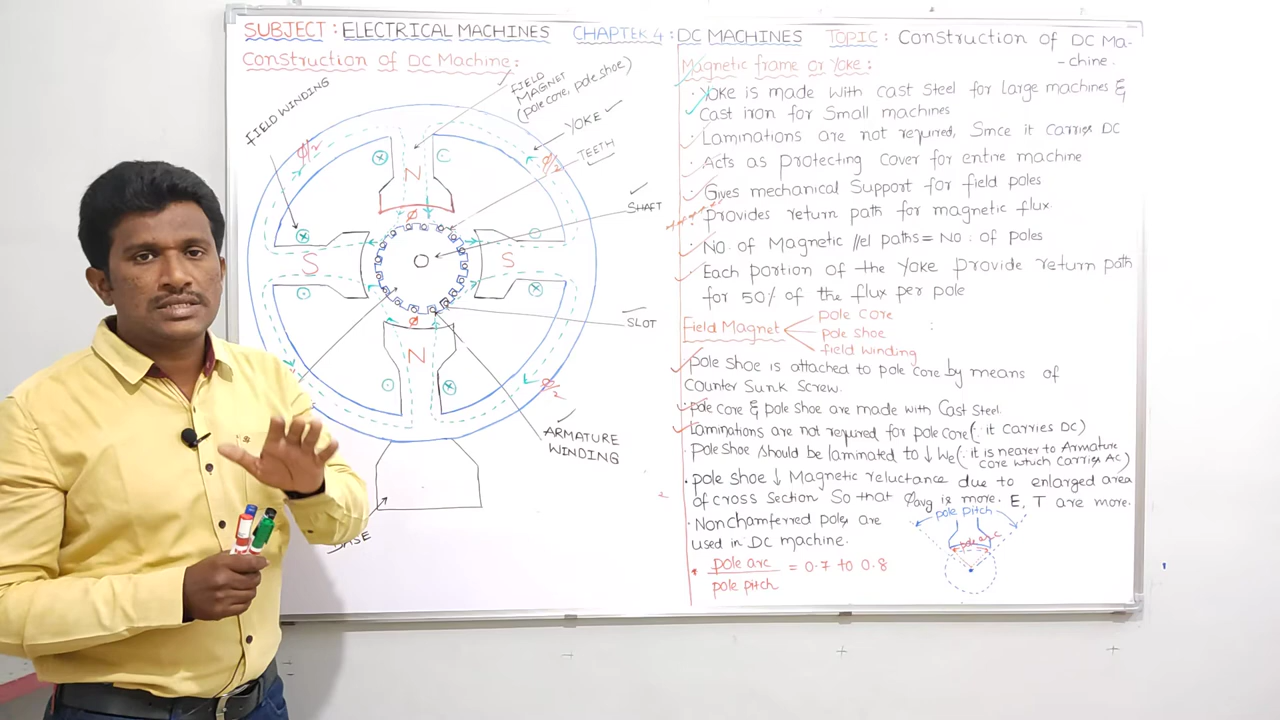 SUBJECT: ELECTRICAL MACHINES CHAPTER 4: DC MACHINES TOPIC: Construction of DC Ma-
-chine.
Construction of DC Machine:
FIELD WINDING
FIELD
MAGNET
(pole core, pole shoe)
YOKE
TEETH
SHAFT
SLOT
ARMATURE
WINDING
BASE
ϕ/2
ϕ/2
ϕ/2
N
ϕ
S
S
ϕ
N
Magnetic frame or Yoke:
· Yoke is made with cast steel for large machines &
Cast iron for Small machines
· Laminations are not required, Since it carries DC
· Acts as protecting cover for entire machine
· Gives mechanical Support for field poles
· Provides return path for magnetic flux
· No. of Magnetic //el paths = No. of poles
· Each portion of the Yoke Provide return path
for 50% of the flux per pole
Field Magnet
pole core
pole shoe
field winding
· Pole shoe is attached to pole core by means of
Counter Sunk Screw.
· Pole core & pole shoe are made with Cast Steel.
· Laminations are not required for pole core (∵ it carries DC)
· Pole shoe should be laminated to ↓ We (∵ it is nearer to Armature
core which carries AC)
· pole shoe ↓ Magnetic reluctance due to enlarged area
of cross section So that ϕavg is more. E, T are more.
· Nonchamferred poles are
used in DC machine.
· pole arc / pole pitch = 0.7 to 0.8
pole pitch
pole arc